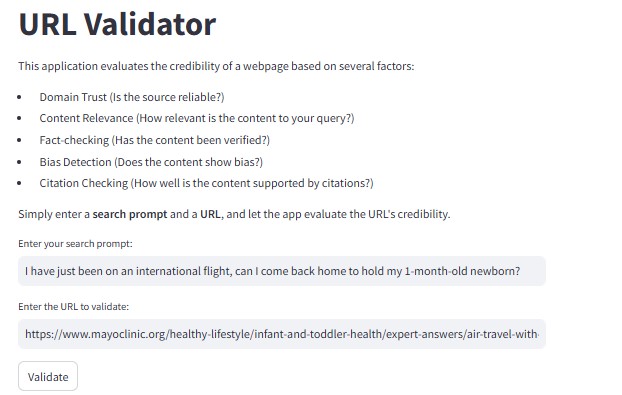 URL Validator
This application evaluates the credibility of a webpage based on several factors:
• Domain Trust (Is the source reliable?)
• Content Relevance (How relevant is the content to your query?)
• Fact-checking (Has the content been verified?)
• Bias Detection (Does the content show bias?)
• Citation Checking (How well is the content supported by citations?)
Simply enter a search prompt and a URL, and let the app evaluate the URL's credibility.
Enter your search prompt:
I have just been on an international flight, can I come back home to hold my 1-month-old newborn?
Enter the URL to validate:
https://www.mayoclinic.org/healthy-lifestyle/infant-and-toddler-health/expert-answers/air-travel-with-
Validate